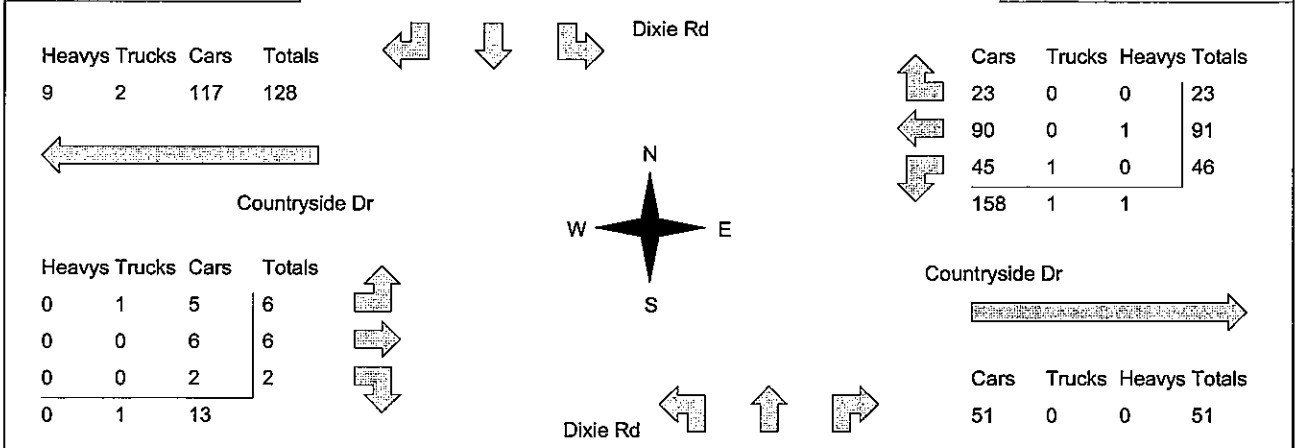 Dixie Rd
Heavys Trucks Cars Totals
9 2 117 128
Cars Trucks Heavys Totals
23 0 0 23
90 0 1 91
45 1 0 46
158 1 1
Countryside Dr
N
W E
S
Heavys Trucks Cars Totals
0 1 5 6
0 0 6 6
0 0 2 2
0 1 13
Countryside Dr
Cars Trucks Heavys Totals
51 0 0 51
Dixie Rd